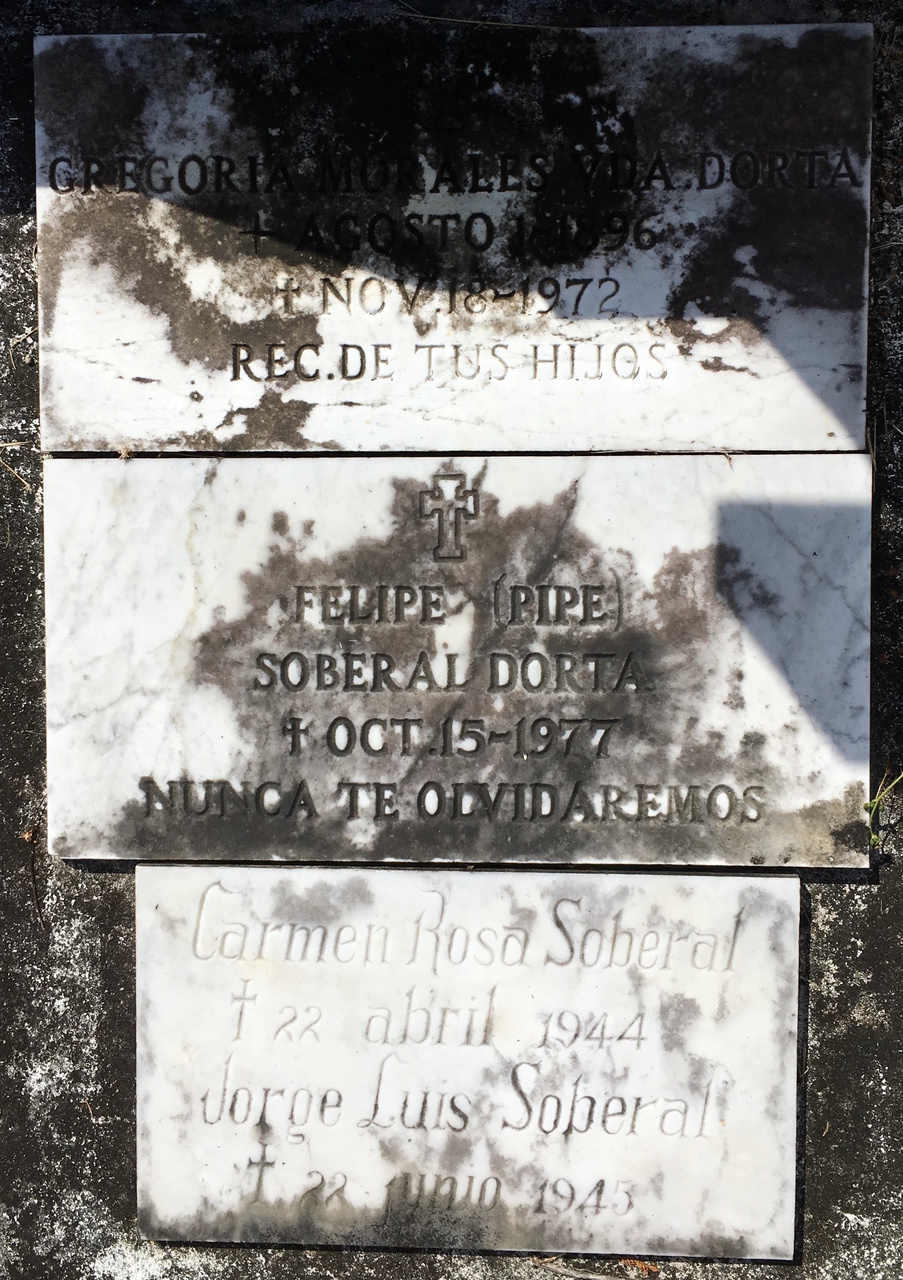 GREGORIA MORALES VDA.DORTA
+ AGOSTO 1-1896
† NOV.18-1972
REC.DE TUS HIJOS
FELIPE (PIPE)
SOBERAL DORTA
† OCT.15-1977
NUNCA TE OLVIDAREMOS
Carmen Rosa Soberal
† 22 abril 1944
Jorge Luis Soberal
† 22 junio 1945